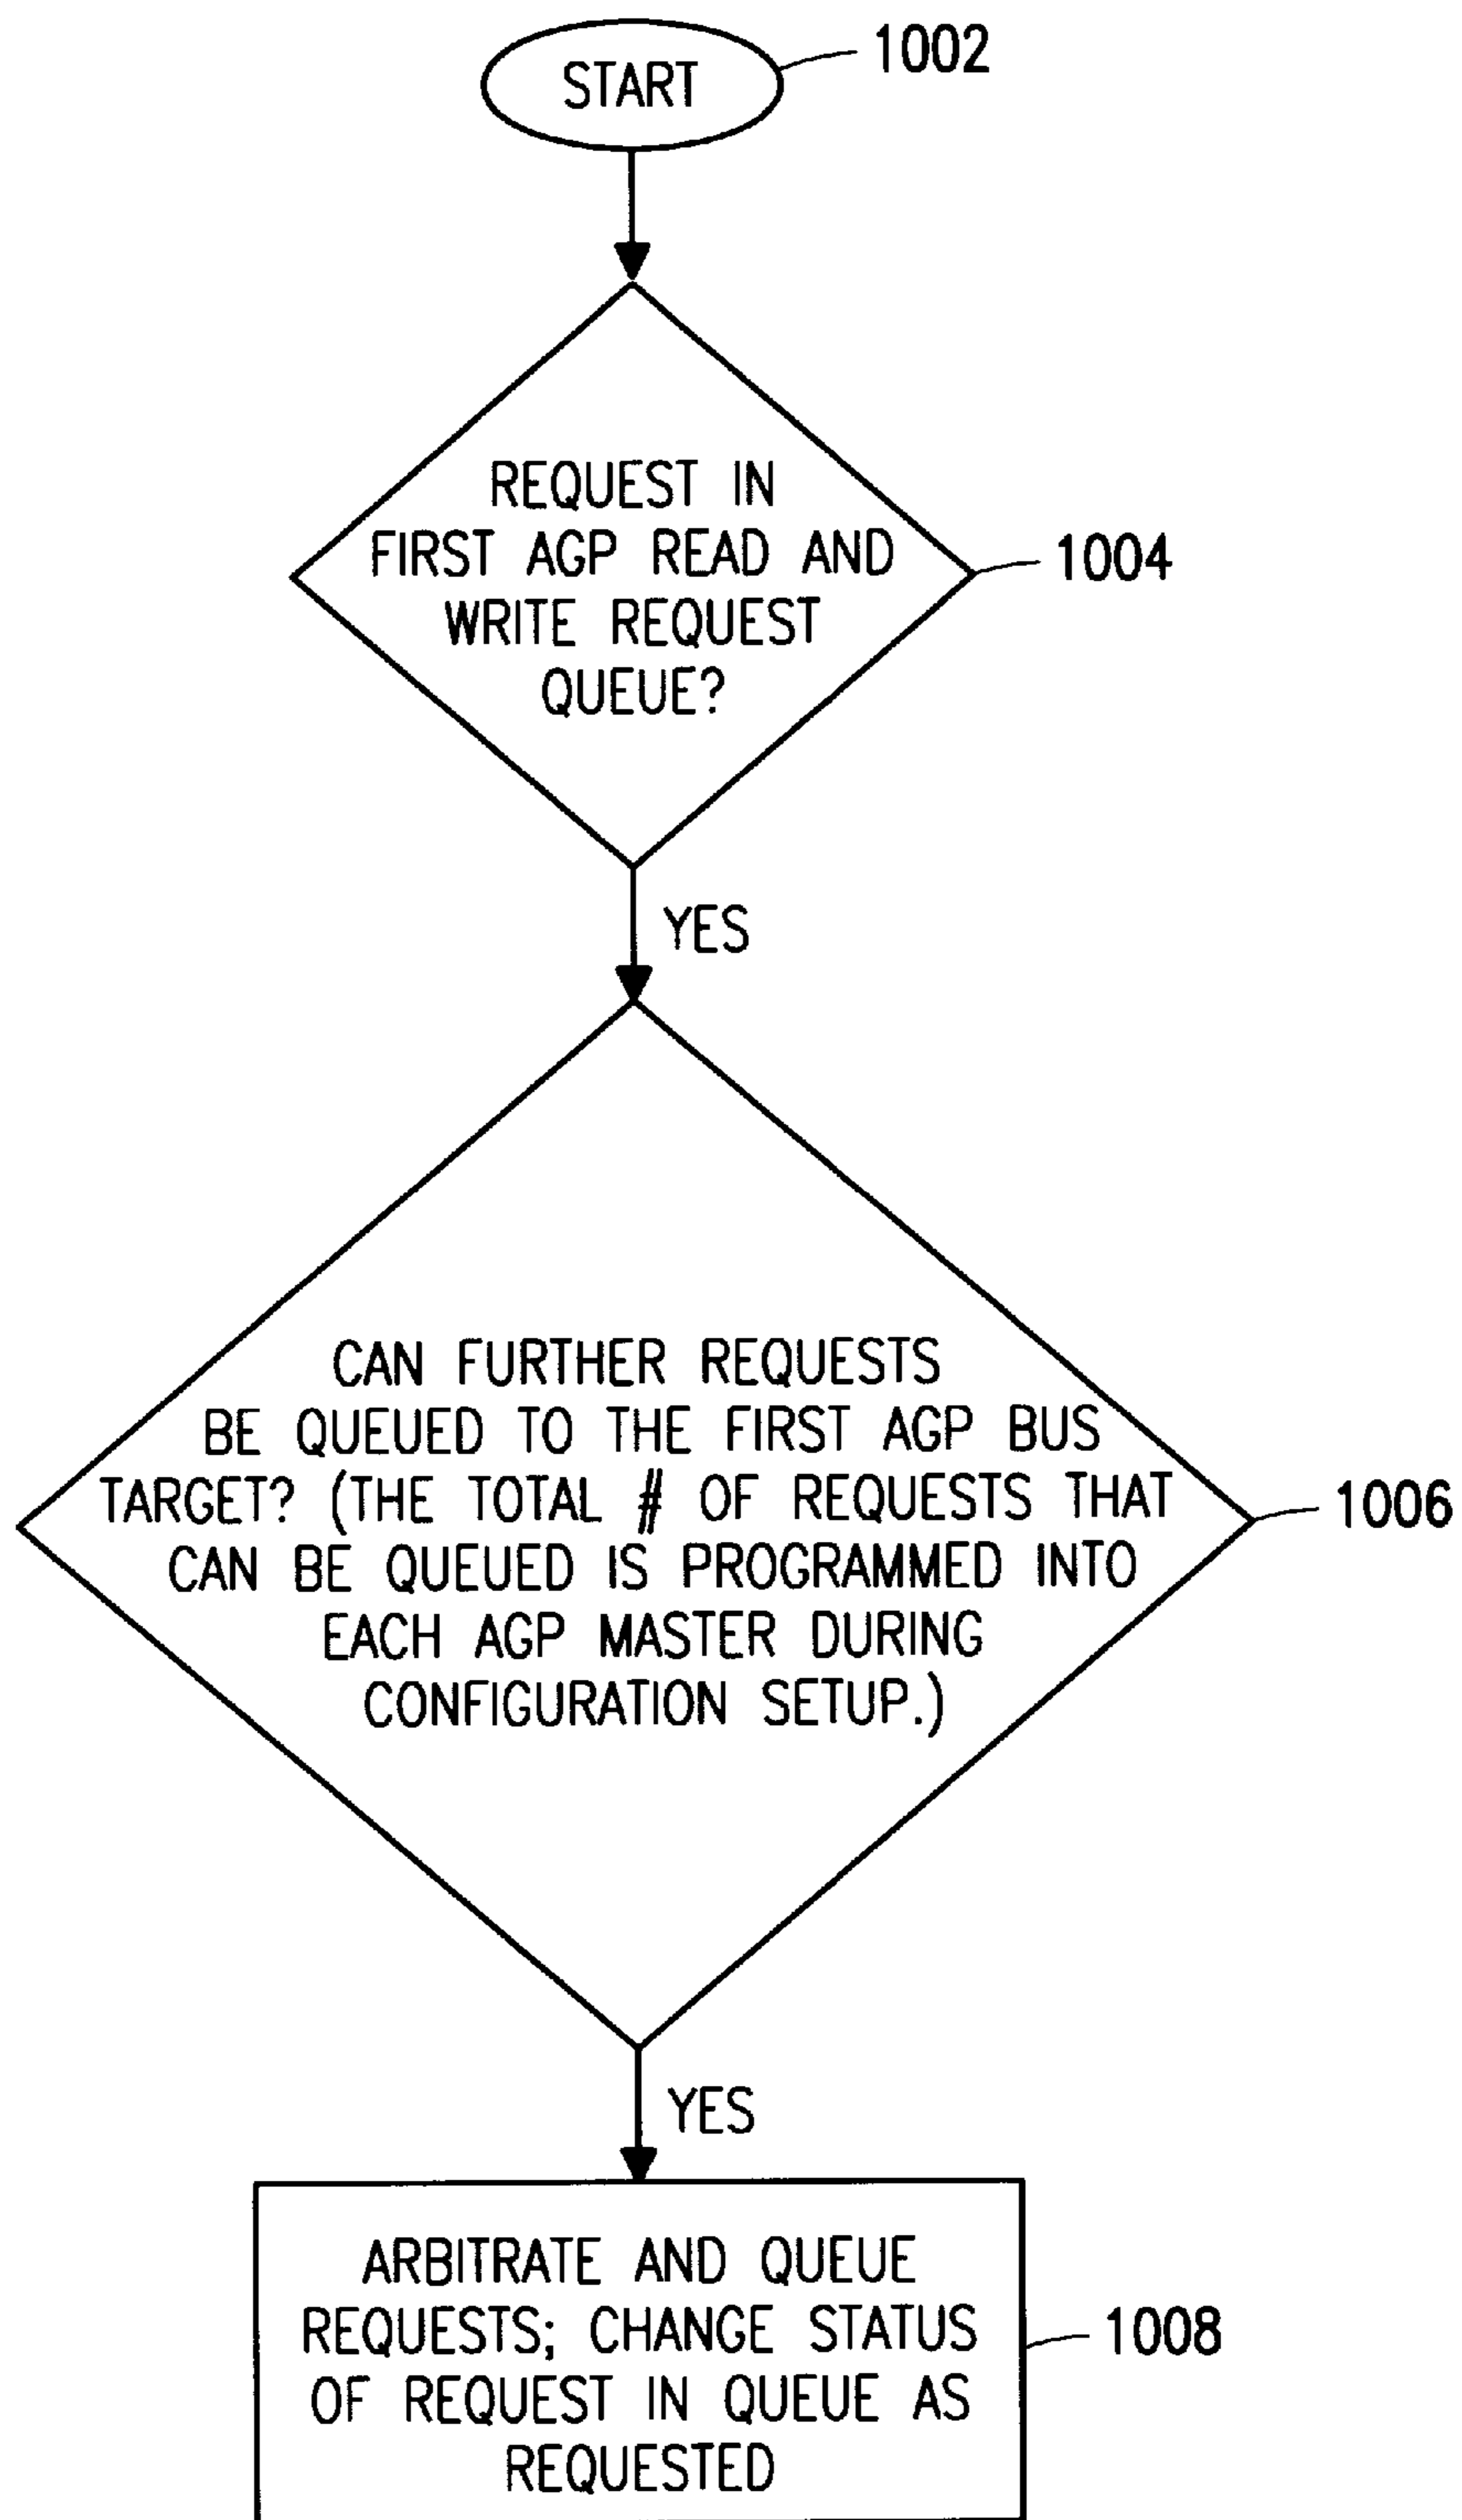 START
1002
REQUEST IN
FIRST AGP READ AND
WRITE REQUEST
QUEUE?
1004
YES
CAN FURTHER REQUESTS
BE QUEUED TO THE FIRST AGP BUS
TARGET? (THE TOTAL # OF REQUESTS THAT
CAN BE QUEUED IS PROGRAMMED INTO
EACH AGP MASTER DURING
CONFIGURATION SETUP.)
1006
YES
ARBITRATE AND QUEUE
REQUESTS; CHANGE STATUS
OF REQUEST IN QUEUE AS
REQUESTED
1008